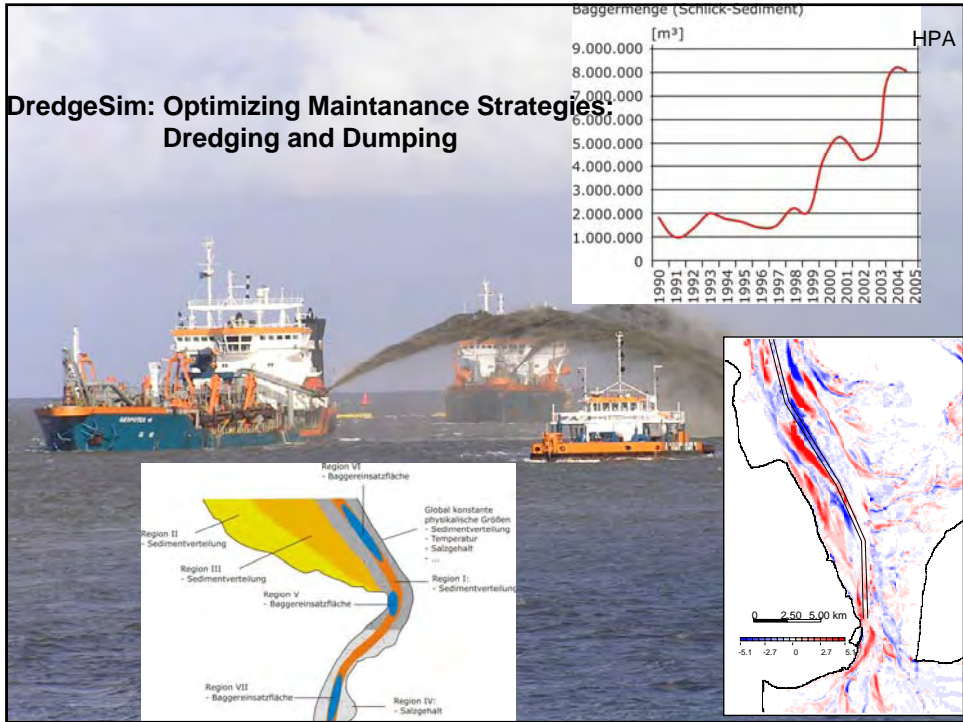 Baggermenge (Schlick-Sediment)
[m³]
HPA
9.000.000
8.000.000
7.000.000
6.000.000
5.000.000
4.000.000
3.000.000
2.000.000
1.000.000
0
1990
1991
1992
1993
1994
1995
1996
1997
1998
1999
2000
2001
2002
2003
2004
2005
DredgeSim: Optimizing Maintanance Strategies:
Dredging and Dumping
Region VI
- Baggereinsatzfläche
Global konstante
physikalische Größen
- Sedimentverteilung
- Temperatur
- Salzgehalt
- ...
Region II
- Sedimentverteilung
Region III
- Sedimentverteilung
Region I:
- Sedimentverteilung
Region V
- Baggereinsatzfläche
Region VII
- Baggereinsatzfläche
Region IV:
- Salzgehalt
0 2.50 5.00 km
-5.1 -2.7 0 2.7 5.1